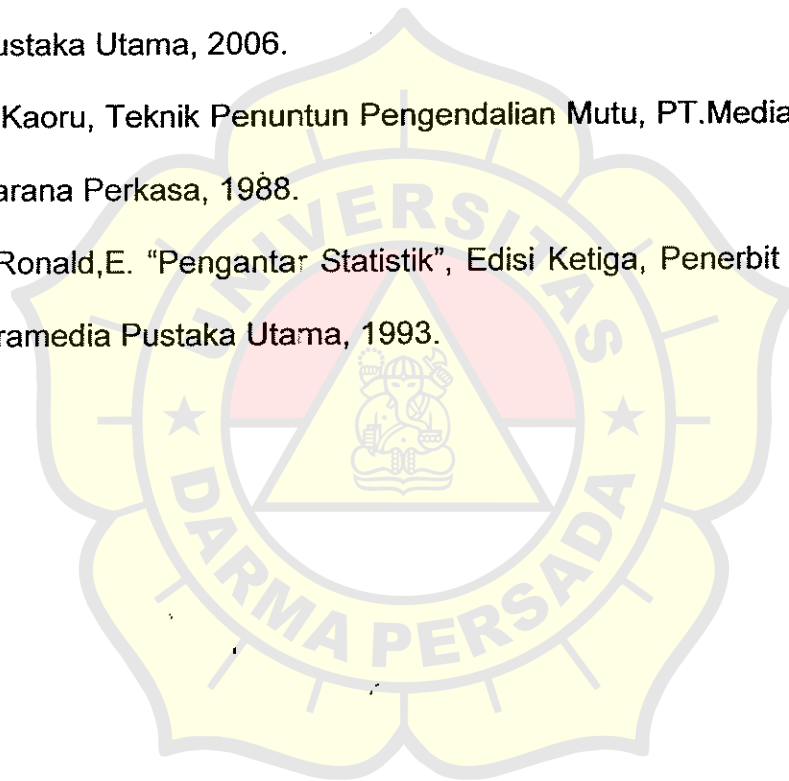 ustaka Utama, 2006.
Kaoru, Teknik Penuntun Pengendalian Mutu, PT.Media
arana Perkasa, 1988.
Ronald,E. “Pengantar Statistik”, Edisi Ketiga, Penerbit
ramedia Pustaka Utama, 1993.
UNIVERSITAS
DARMA PERSADA